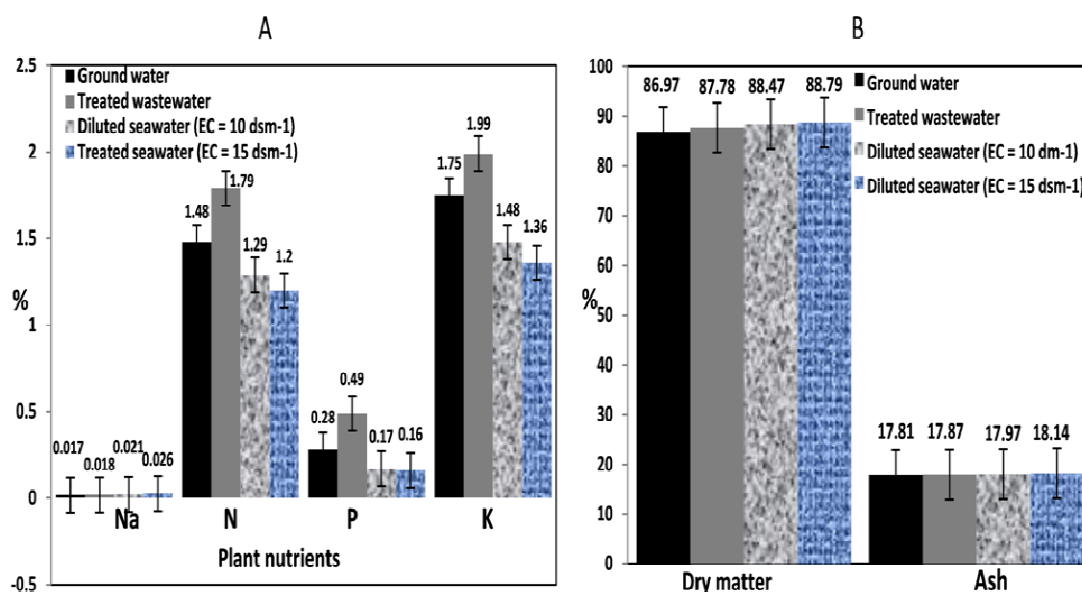 A
2.5
2
1.5
%
1
0.5
0
-0.5
Ground water
Treated wastewater
Diluted seawater (EC = 10 dsm-1)
Treated seawater (EC = 15 dsm-1)
0.017
0.018
0.021
0.026
1.48
1.79
1.29
1.2
0.28
0.49
0.17
0.16
1.75
1.99
1.48
1.36
Na N P K
Plant nutrients
B
100
90
80
70
60
50
%
40
30
20
10
0
Ground water
Treated wastewater
Diluted seawater (EC = 10 dm-1)
Diluted seawater (EC = 15 dsm-1)
86.97 87.78 88.47 88.79
17.81 17.87 17.97 18.14
Dry matter Ash